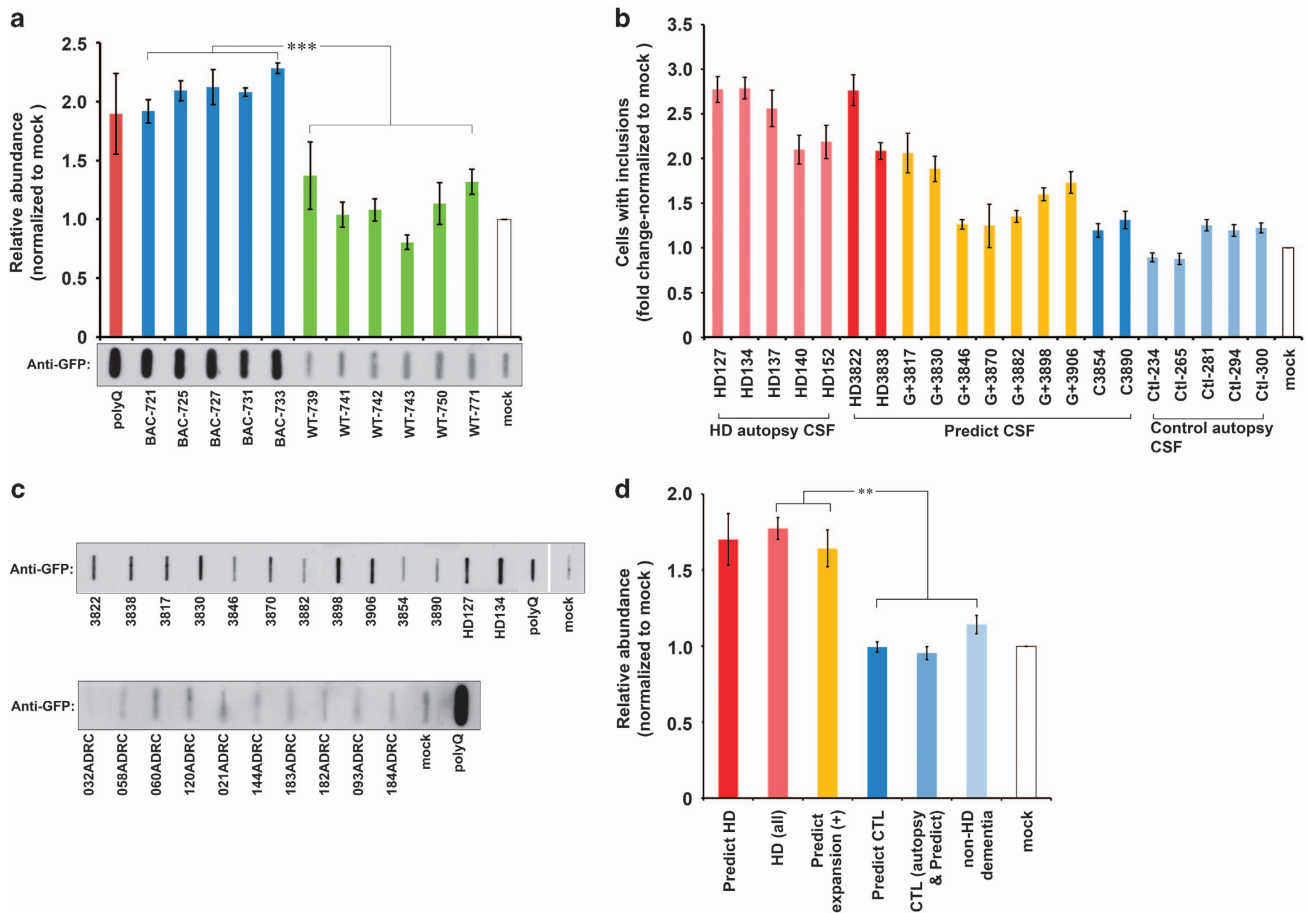 a
Relative abundance
(normalized to mock)
2.5
2.0
1.5
1.0
0.5
0
***
Anti-GFP:
polyQ
BAC-721
BAC-725
BAC-727
BAC-731
BAC-733
WT-739
WT-741
WT-742
WT-743
WT-750
WT-771
mock
b
Cells with inclusions
(fold change-normalized to mock )
3.5
3.0
2.5
2.0
1.5
1.0
0.5
0
HD127
HD134
HD137
HD140
HD152
HD3822
HD3838
G+3817
G+3830
G+3846
G+3870
G+3882
G+3898
G+3906
C3854
C3890
Ctl-234
Ctl-265
Ctl-281
Ctl-294
Ctl-300
mock
HD autopsy CSF
Predict CSF
Control autopsy
CSF
c
Anti-GFP:
3822
3838
3817
3830
3846
3870
3882
3898
3906
3854
3890
HD127
HD134
polyQ
mock
Anti-GFP:
032ADRC
058ADRC
060ADRC
120ADRC
021ADRC
144ADRC
183ADRC
182ADRC
093ADRC
184ADRC
mock
polyQ
d
Relative abundance
(normalized to mock )
2.0
1.5
1.0
0.5
0
**
Predict HD
HD (all)
Predict
expansion (+)
Predict CTL
CTL (autopsy
& Predict)
non-HD
dementia
mock